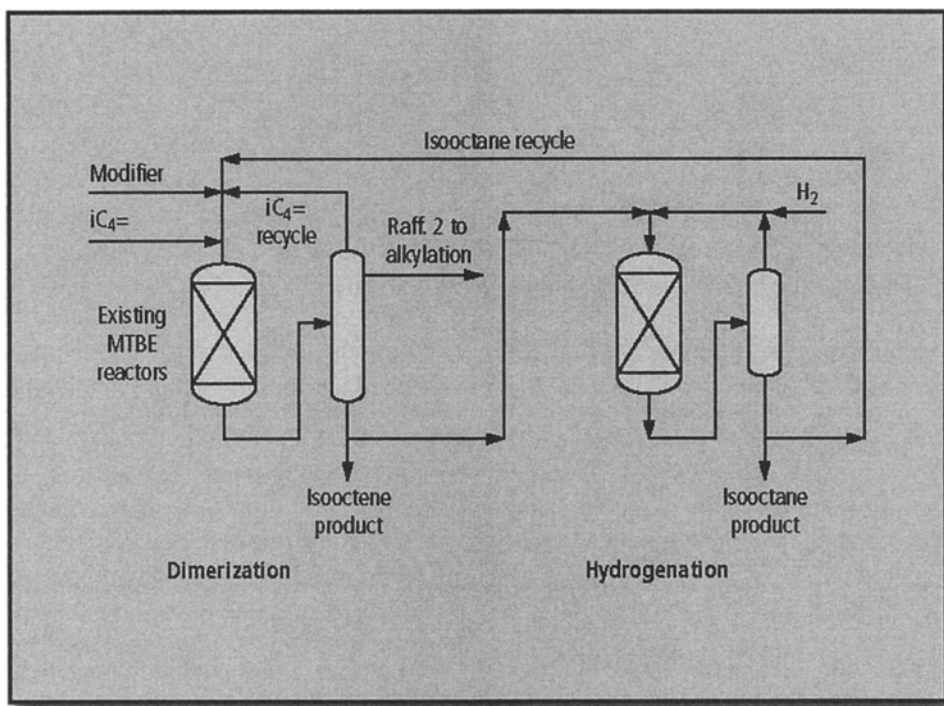 Isooctane recycle
Modifier
iC₄=
iC₄=
recycle
Raff. 2 to
alkylation
H₂
Existing
MTBE
reactors
Isooctene
product
Isooctane
product
Dimerization
Hydrogenation